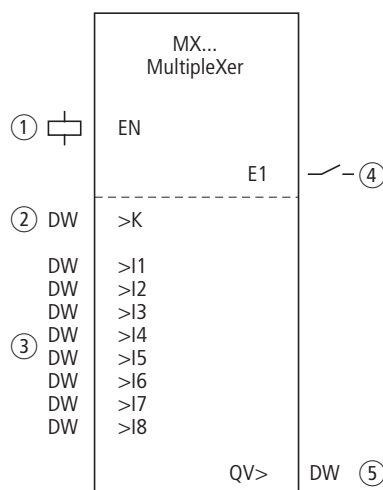 MX...
MultipleXer
① EN
E1 ④
② DW >K
DW >I1
DW >I2
DW >I3
③ DW >I4
DW >I5
DW >I6
DW >I7
DW >I8
QV> DW ⑤